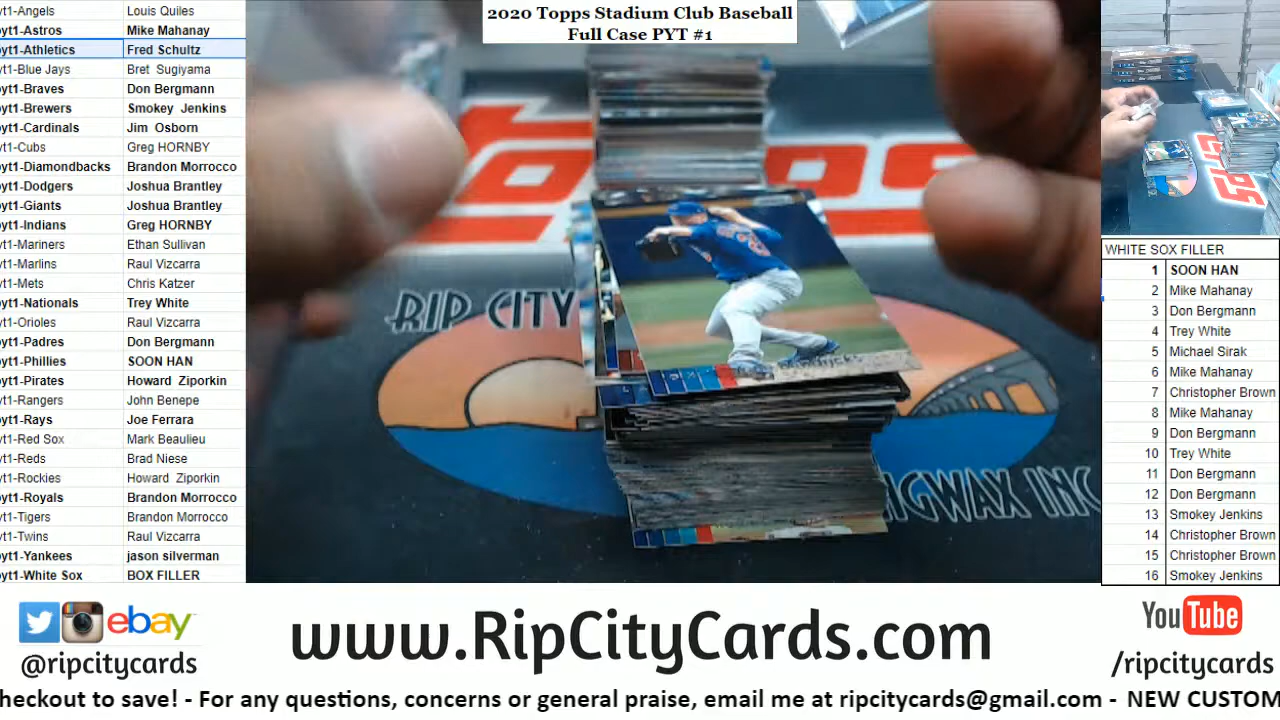 2020 Topps Stadium Club Baseball
Full Case PYT #1
yt1-Angels Louis Quiles
yt1-Astros Mike Mahanay
yt1-Athletics Fred Schultz
yt1-Blue Jays Bret Sugiyama
yt1-Braves Don Bergmann
yt1-Brewers Smokey Jenkins
yt1-Cardinals Jim Osborn
yt1-Cubs Greg HORNBY
yt1-Diamondbacks Brandon Morrocco
yt1-Dodgers Joshua Brantley
yt1-Giants Joshua Brantley
yt1-Indians Greg HORNBY
yt1-Mariners Ethan Sullivan
yt1-Marlins Raul Vizcarra
yt1-Mets Chris Katzer
yt1-Nationals Trey White
yt1-Orioles Raul Vizcarra
yt1-Padres Don Bergmann
yt1-Phillies SOON HAN
yt1-Pirates Howard Ziporkin
yt1-Rangers John Benepe
yt1-Rays Joe Ferrara
yt1-Red Sox Mark Beaulieu
yt1-Reds Brad Niese
yt1-Rockies Howard Ziporkin
yt1-Royals Brandon Morrocco
yt1-Tigers Brandon Morrocco
yt1-Twins Raul Vizcarra
yt1-Yankees jason silverman
yt1-White Sox BOX FILLER
RIP CITY
NGWAX INC
WHITE SOX FILLER
1 SOON HAN
2 Mike Mahanay
3 Don Bergmann
4 Trey White
5 Michael Sirak
6 Mike Mahanay
7 Christopher Brown
8 Mike Mahanay
9 Don Bergmann
10 Trey White
11 Don Bergmann
12 Don Bergmann
13 Smokey Jenkins
14 Christopher Brown
15 Christopher Brown
16 Smokey Jenkins
ebay
@ripcitycards
www.RipCityCards.com
YouTube
/ripcitycards
heckout to save! - For any questions, concerns or general praise, email me at ripcitycards@gmail.com - NEW CUSTOM